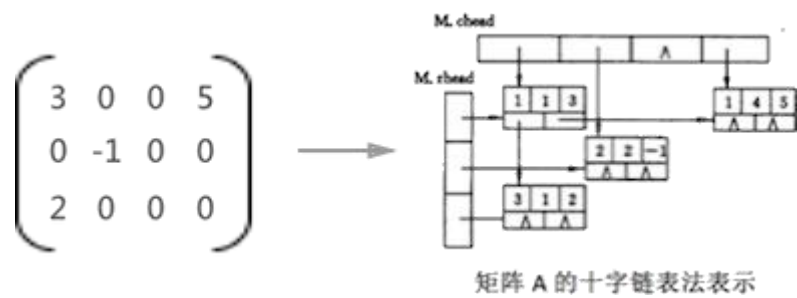 M. chead
∧
M. rhead
3 0 0 5
0 -1 0 0
2 0 0 0
1 1 3
1 4 5
∧ ∧
2 2 -1
∧ ∧
3 1 2
∧ ∧
矩阵 A 的十字链表法表示